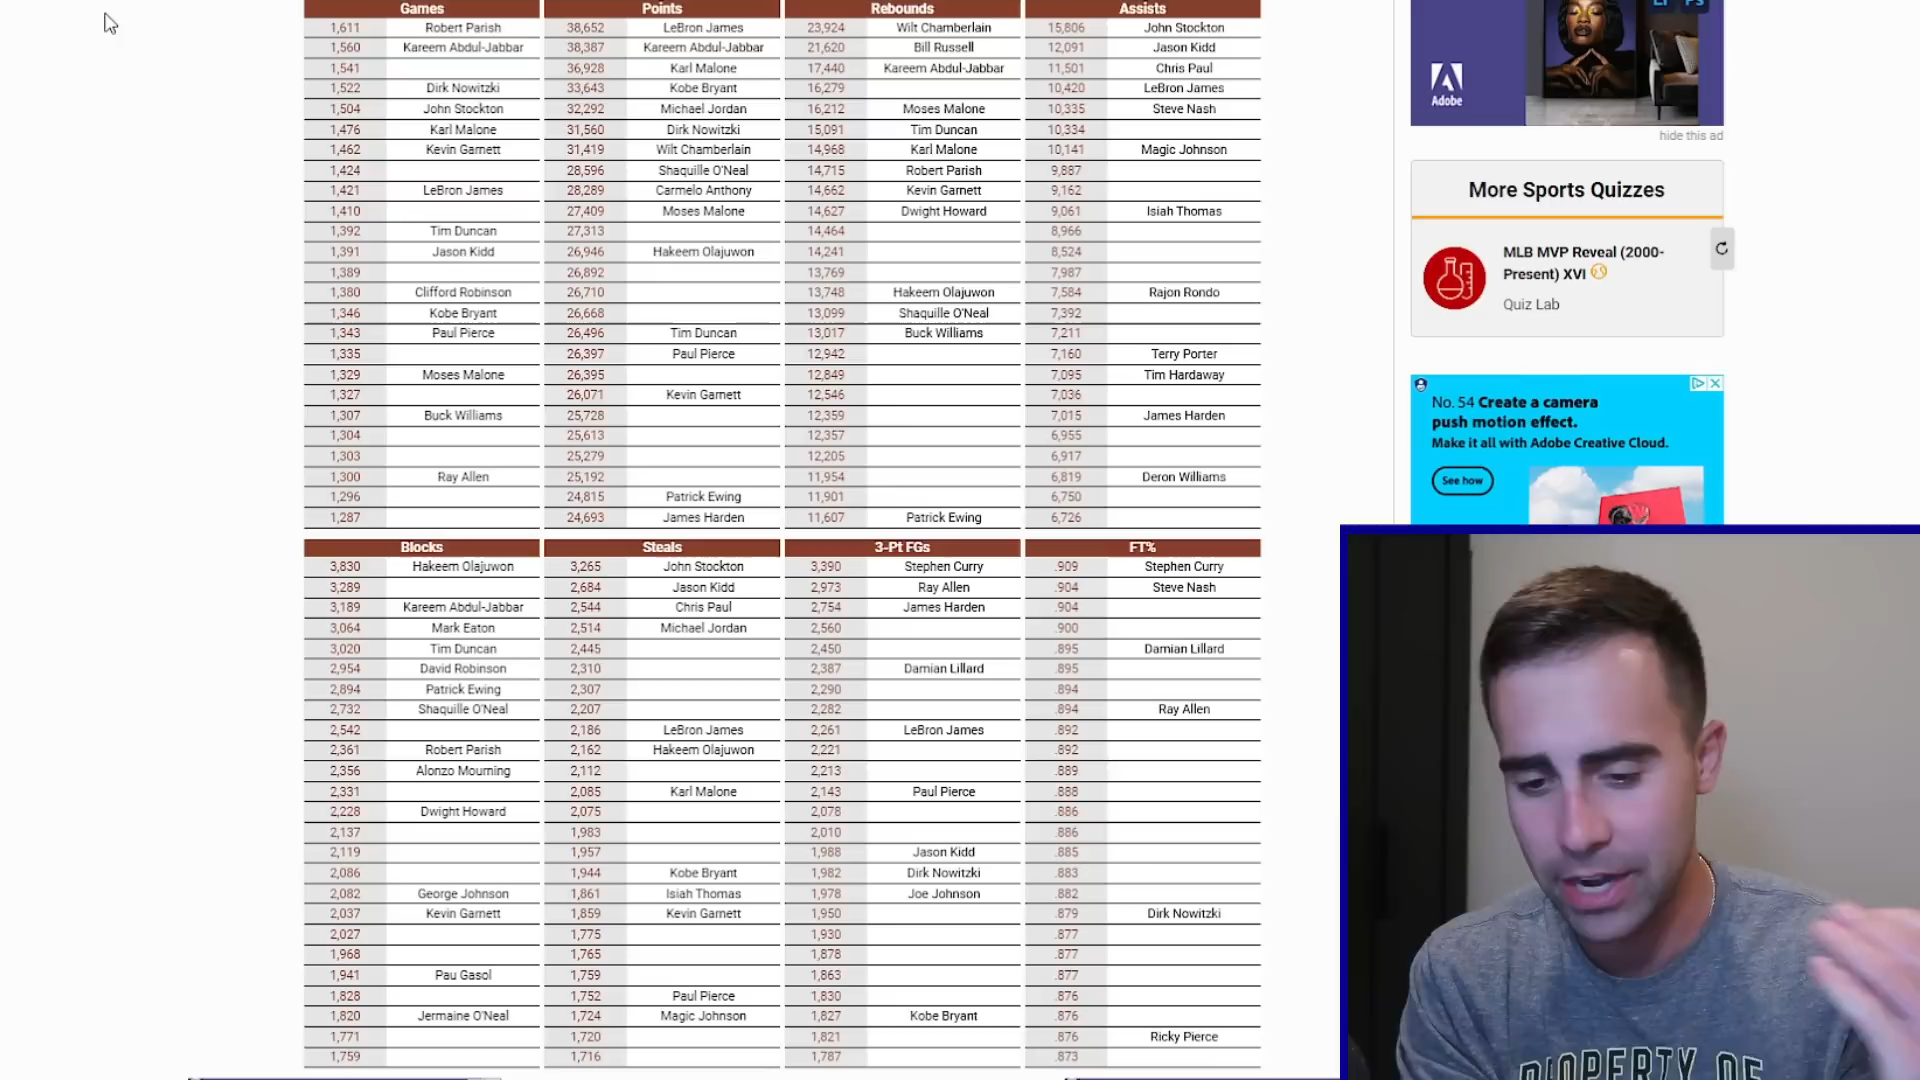 Games Points Rebounds Assists
1,611 Robert Parish 38,652 LeBron James 23,924 Wilt Chamberlain 15,806 John Stockton
1,560 Kareem Abdul-Jabbar 38,387 Kareem Abdul-Jabbar 21,620 Bill Russell 12,091 Jason Kidd
1,541 36,928 Karl Malone 17,440 Kareem Abdul-Jabbar 11,501 Chris Paul
1,522 Dirk Nowitzki 33,643 Kobe Bryant 16,279 10,420 LeBron James
1,504 John Stockton 32,292 Michael Jordan 16,212 Moses Malone 10,335 Steve Nash
1,476 Karl Malone 31,560 Dirk Nowitzki 15,091 Tim Duncan 10,334
1,462 Kevin Garnett 31,419 Wilt Chamberlain 14,968 Karl Malone 10,141 Magic Johnson
1,424 28,596 Shaquille O'Neal 14,715 Robert Parish 9,887
1,421 LeBron James 28,289 Carmelo Anthony 14,662 Kevin Garnett 9,162
1,410 27,409 Moses Malone 14,627 Dwight Howard 9,061 Isiah Thomas
1,392 Tim Duncan 27,313 14,464 8,966
1,391 Jason Kidd 26,946 Hakeem Olajuwon 14,241 8,524
1,389 26,892 13,769 7,987
1,380 Clifford Robinson 26,710 13,748 Hakeem Olajuwon 7,584 Rajon Rondo
1,346 Kobe Bryant 26,668 13,099 Shaquille O'Neal 7,392
1,343 Paul Pierce 26,496 Tim Duncan 13,017 Buck Williams 7,211
1,335 26,397 Paul Pierce 12,942 7,160 Terry Porter
1,329 Moses Malone 26,395 12,849 7,095 Tim Hardaway
1,327 26,071 Kevin Garnett 12,546 7,036
1,307 Buck Williams 25,728 12,359 7,015 James Harden
1,304 25,613 12,357 6,955
1,303 25,279 12,205 6,917
1,300 Ray Allen 25,192 11,954 6,819 Deron Williams
1,296 24,815 Patrick Ewing 11,901 6,750
1,287 24,693 James Harden 11,607 Patrick Ewing 6,726
Blocks Steals 3-Pt FGs FT%
3,830 Hakeem Olajuwon 3,265 John Stockton 3,390 Stephen Curry .909 Stephen Curry
3,289 2,684 Jason Kidd 2,973 Ray Allen .904 Steve Nash
3,189 Kareem Abdul-Jabbar 2,544 Chris Paul 2,754 James Harden .904
3,064 Mark Eaton 2,514 Michael Jordan 2,560 .900
3,020 Tim Duncan 2,445 2,450 .895 Damian Lillard
2,954 David Robinson 2,310 2,387 Damian Lillard .895
2,894 Patrick Ewing 2,307 2,290 .894
2,732 Shaquille O'Neal 2,207 2,282 .894 Ray Allen
2,542 2,186 LeBron James 2,261 LeBron James .892
2,361 Robert Parish 2,162 Hakeem Olajuwon 2,221 .892
2,356 Alonzo Mourning 2,112 2,213 .889
2,331 2,085 Karl Malone 2,143 Paul Pierce .888
2,228 Dwight Howard 2,075 2,078 .886
2,137 1,983 2,010 .886
2,119 1,957 1,988 Jason Kidd .885
2,086 1,944 Kobe Bryant 1,982 Dirk Nowitzki .883
2,082 George Johnson 1,861 Isiah Thomas 1,978 Joe Johnson .882
2,037 Kevin Garnett 1,859 Kevin Garnett 1,950 .879 Dirk Nowitzki
2,027 1,775 1,930 .877
1,968 1,765 1,878 .877
1,941 Pau Gasol 1,759 1,863 .877
1,828 1,752 Paul Pierce 1,830 .876
1,820 Jermaine O'Neal 1,724 Magic Johnson 1,827 Kobe Bryant .876
1,771 1,720 1,821 .876 Ricky Pierce
1,759 1,716 1,787 .873
Lr Ps
Adobe
hide this ad
More Sports Quizzes
MLB MVP Reveal (2000-
Present) XVI
Quiz Lab
No. 54 Create a camera
push motion effect.
Make it all with Adobe Creative Cloud.
See how
PROPERTY OF